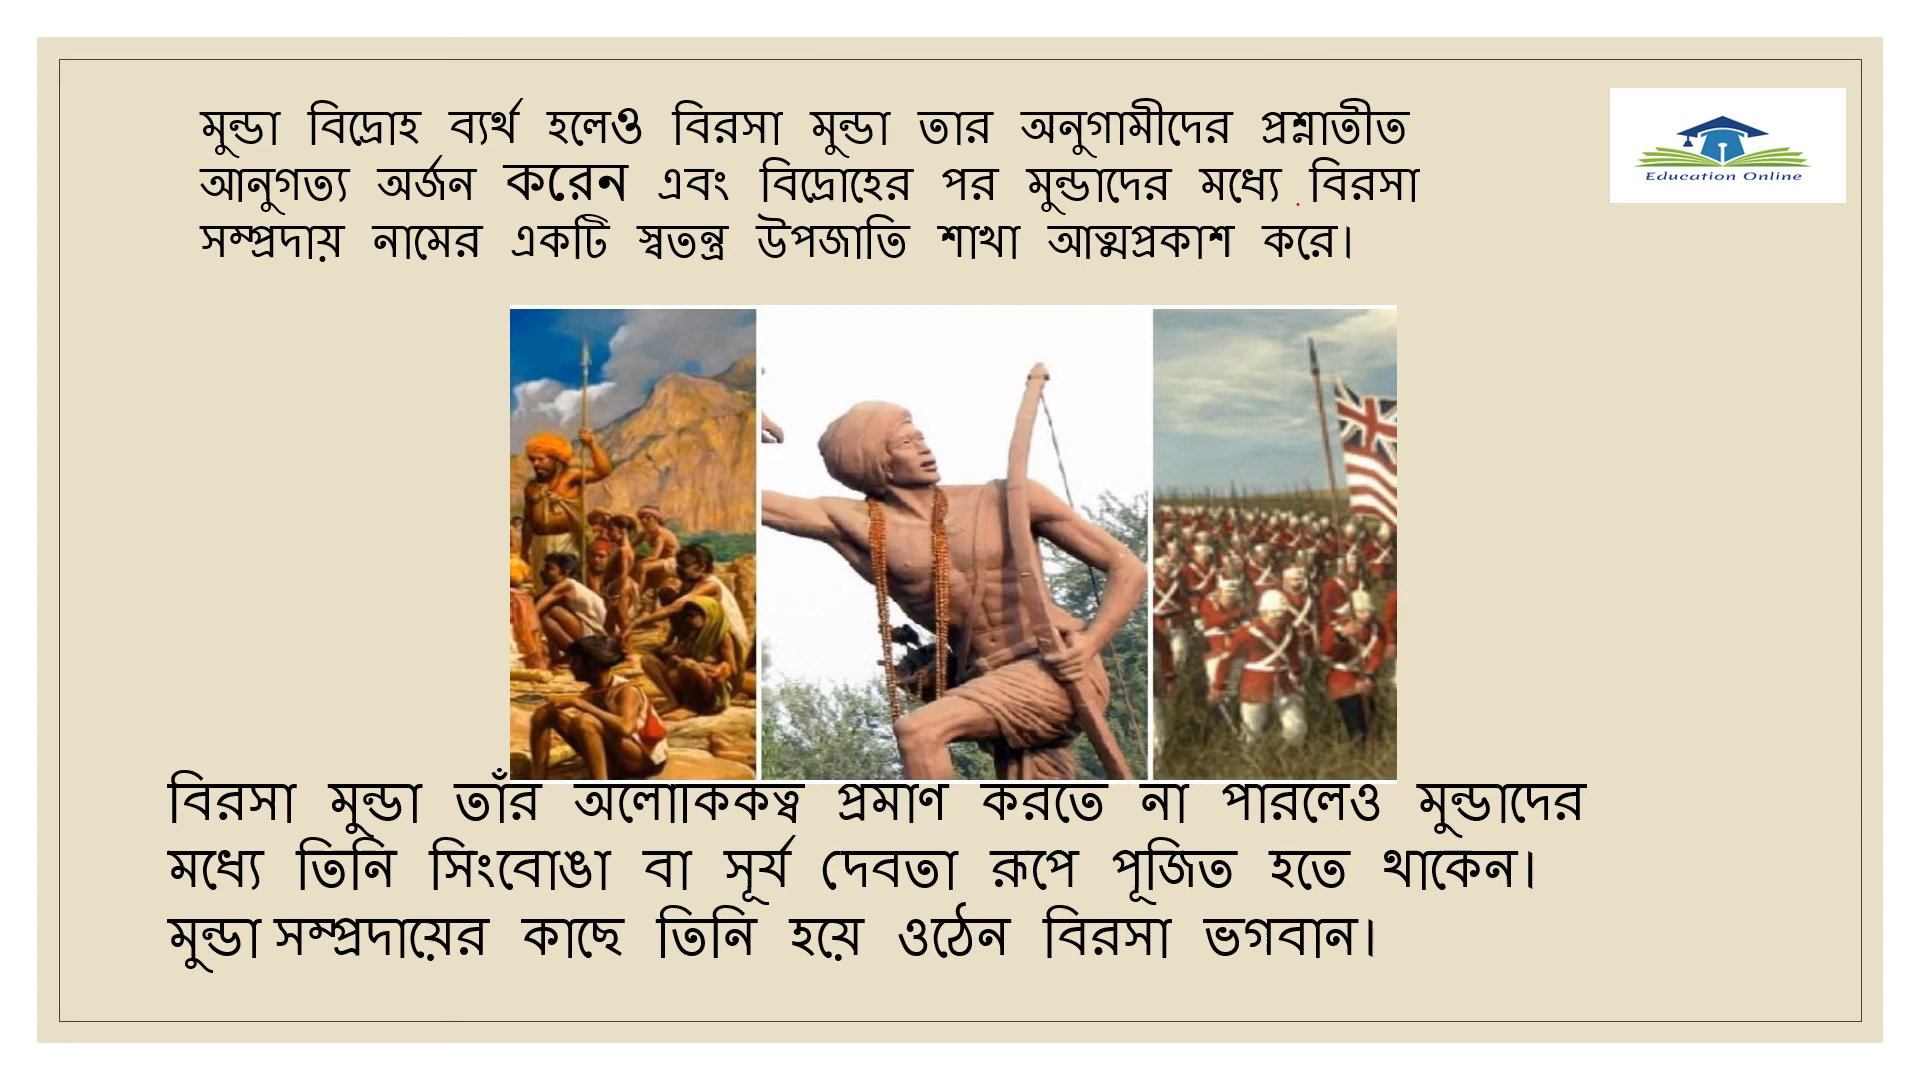 মুন্ডা বিদ্রোহ ব্যর্থ হলেও বিরসা মুন্ডা তার অনুগামীদের প্রশ্নাতীত
আনুগত্য অর্জন করেন এবং বিদ্রোহের পর মুন্ডাদের মধ্যে বিরসা
সম্প্রদায় নামের একটি স্বতন্ত্র উপজাতি শাখা আত্মপ্রকাশ করে।
Education Online
বিরসা মুন্ডা তাঁর অলৌকিকত্ব প্রমাণ করতে না পারলেও মুন্ডাদের
মধ্যে তিনি সিংবোঙা বা সূর্য দেবতা রূপে পূজিত হতে থাকেন।
মুন্ডা সম্প্রদায়ের কাছে তিনি হয়ে ওঠেন বিরসা ভগবান।